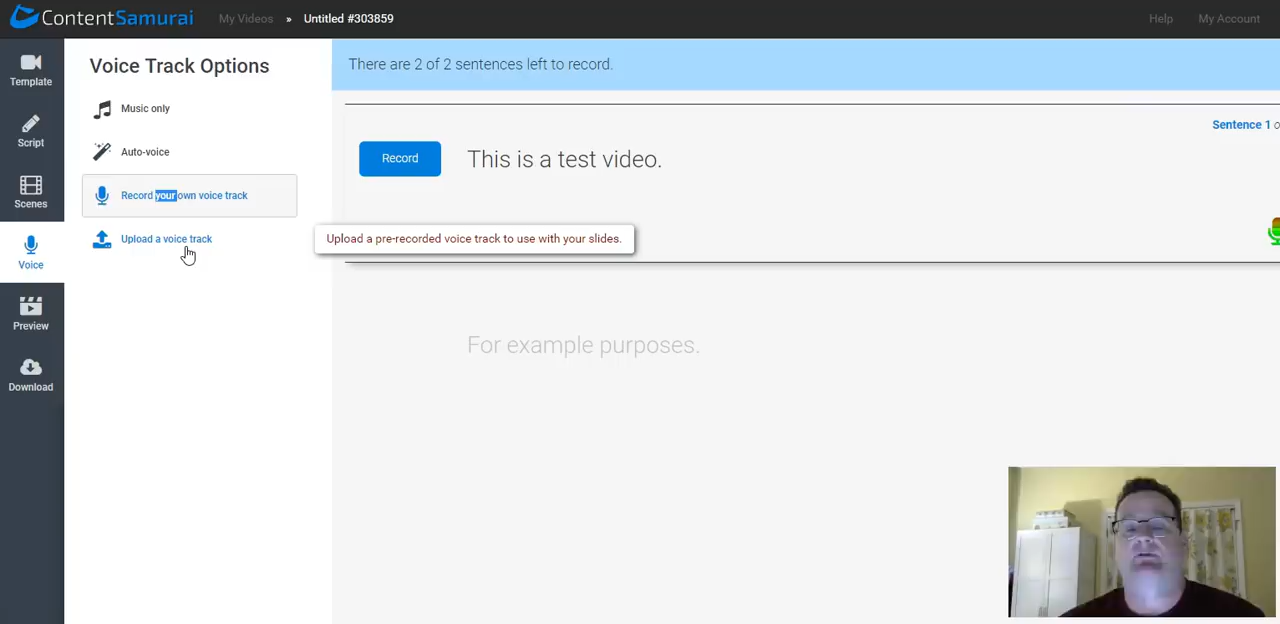 ContentSamurai
My Videos » Untitled #303859
Help
My Account
Template
Script
Scenes
Voice
Preview
Download
Voice Track Options
Music only
Auto-voice
Record your own voice track
Upload a voice track
Upload a pre-recorded voice track to use with your slides.
There are 2 of 2 sentences left to record.
Sentence 1 o
Record
This is a test video.
For example purposes.